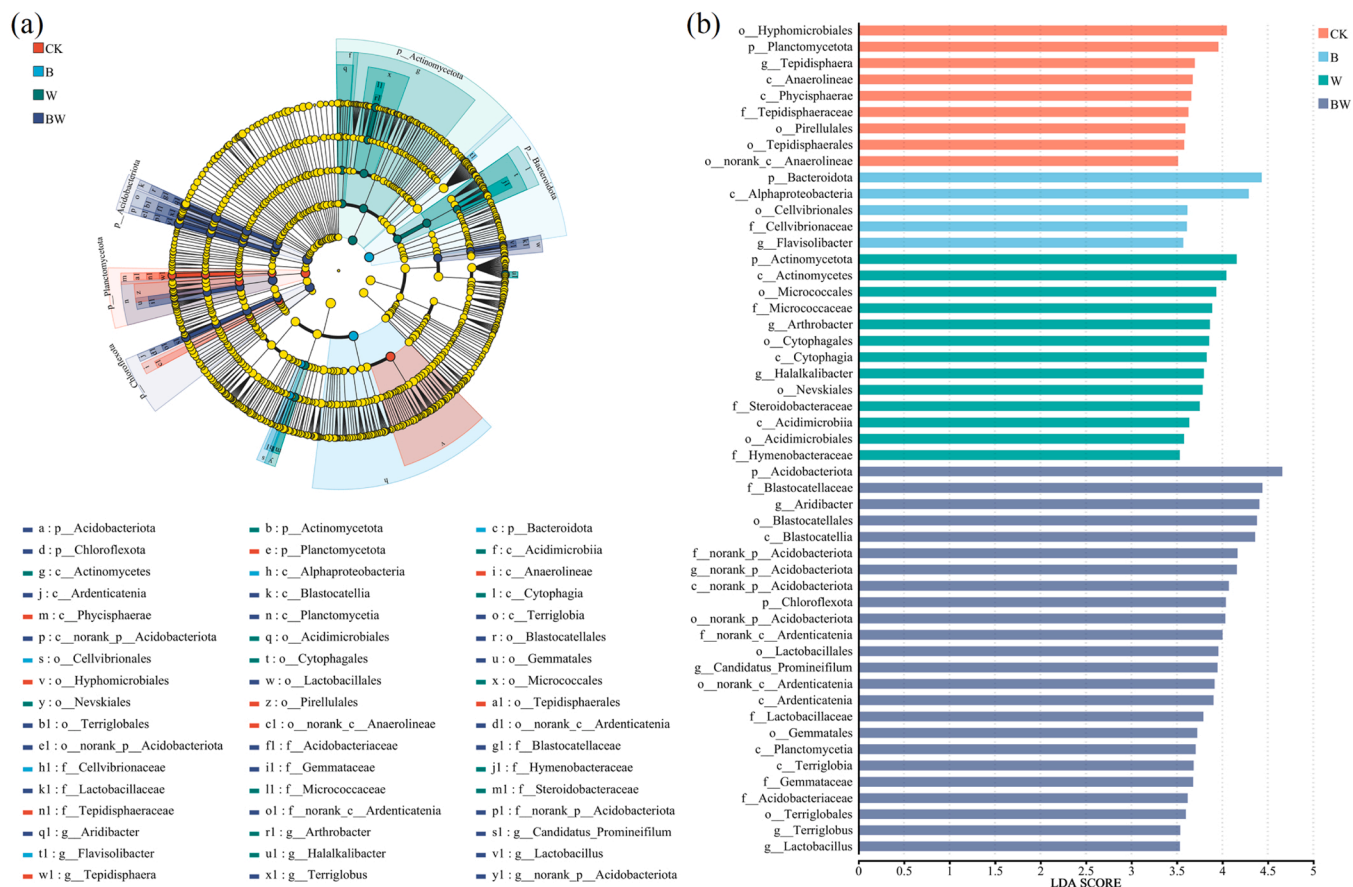 (a)
CK
B
W
BW
p__Actinomycetota
f
g
q
x
p__Bacteroidota
l
t
p__Acidobacteriota
k
o
r
p
w
p__Planctomycetota
m
a1
n1
w1
n
z
u
p__Chloroflexota
j
i
s
y
h
v
a : p__Acidobacteriota
b : p__Actinomycetota
c : p__Bacteroidota
d : p__Chloroflexota
e : p__Planctomycetota
f : c__Acidimicrobiia
g : c__Actinomycetes
h : c__Alphaproteobacteria
i : c__Anaerolineae
j : c__Ardenticatenia
k : c__Blastocatellia
l : c__Cytophagia
m : c__Phycisphaerae
n : c__Planctomycetia
o : c__Terriglobia
p : c__norank_p__Acidobacteriota
q : o__Acidimicrobiales
r : o__Blastocatellales
s : o__Cellvibrionales
t : o__Cytophagales
u : o__Gemmatales
v : o__Hyphomicrobiales
w : o__Lactobacillales
x : o__Micrococcales
y : o__Nevskiales
z : o__Pirellulales
a1 : o__Tepidisphaerales
b1 : o__Terriglobales
c1 : o__norank_c__Anaerolineae
d1 : o__norank_c__Ardenticatenia
e1 : o__norank_p__Acidobacteriota
f1 : f__Acidobacteriaceae
g1 : f__Blastocatellaceae
h1 : f__Cellvibrionaceae
i1 : f__Gemmataceae
j1 : f__Hymenobacteraceae
k1 : f__Lactobacillaceae
l1 : f__Micrococcaceae
m1 : f__Steroidobacteraceae
n1 : f__Tepidisphaeraceae
o1 : f__norank_c__Ardenticatenia
p1 : f__norank_p__Acidobacteriota
q1 : g__Aridibacter
r1 : g__Arthrobacter
s1 : g__Candidatus_Promineifilum
t1 : g__Flavisolibacter
u1 : g__Halalkalibacter
v1 : g__Lactobacillus
w1 : g__Tepidisphaera
x1 : g__Terriglobus
y1 : g__norank_p__Acidobacteriota
(b)
o__Hyphomicrobiales
p__Planctomycetota
g__Tepidisphaera
c__Anaerolineae
c__Phycisphaerae
f__Tepidisphaeraceae
o__Pirellulales
o__Tepidisphaerales
o__norank_c__Anaerolineae
p__Bacteroidota
c__Alphaproteobacteria
o__Cellvibrionales
f__Cellvibrionaceae
g__Flavisolibacter
p__Actinomycetota
c__Actinomycetes
o__Micrococcales
f__Micrococcaceae
g__Arthrobacter
o__Cytophagales
c__Cytophagia
g__Halalkalibacter
o__Nevskiales
f__Steroidobacteraceae
c__Acidimicrobiia
o__Acidimicrobiales
f__Hymenobacteraceae
p__Acidobacteriota
f__Blastocatellaceae
g__Aridibacter
o__Blastocatellales
c__Blastocatellia
f__norank_p__Acidobacteriota
g__norank_p__Acidobacteriota
c__norank_p__Acidobacteriota
p__Chloroflexota
o__norank_p__Acidobacteriota
f__norank_c__Ardenticatenia
o__Lactobacillales
g__Candidatus_Promineifilum
o__norank_c__Ardenticatenia
c__Ardenticatenia
f__Lactobacillaceae
o__Gemmatales
c__Planctomycetia
c__Terriglobia
f__Gemmataceae
f__Acidobacteriaceae
o__Terriglobales
g__Terriglobus
g__Lactobacillus
0 0.5 1 1.5 2 2.5 3 3.5 4 4.5 5
LDA SCORE
CK
B
W
BW